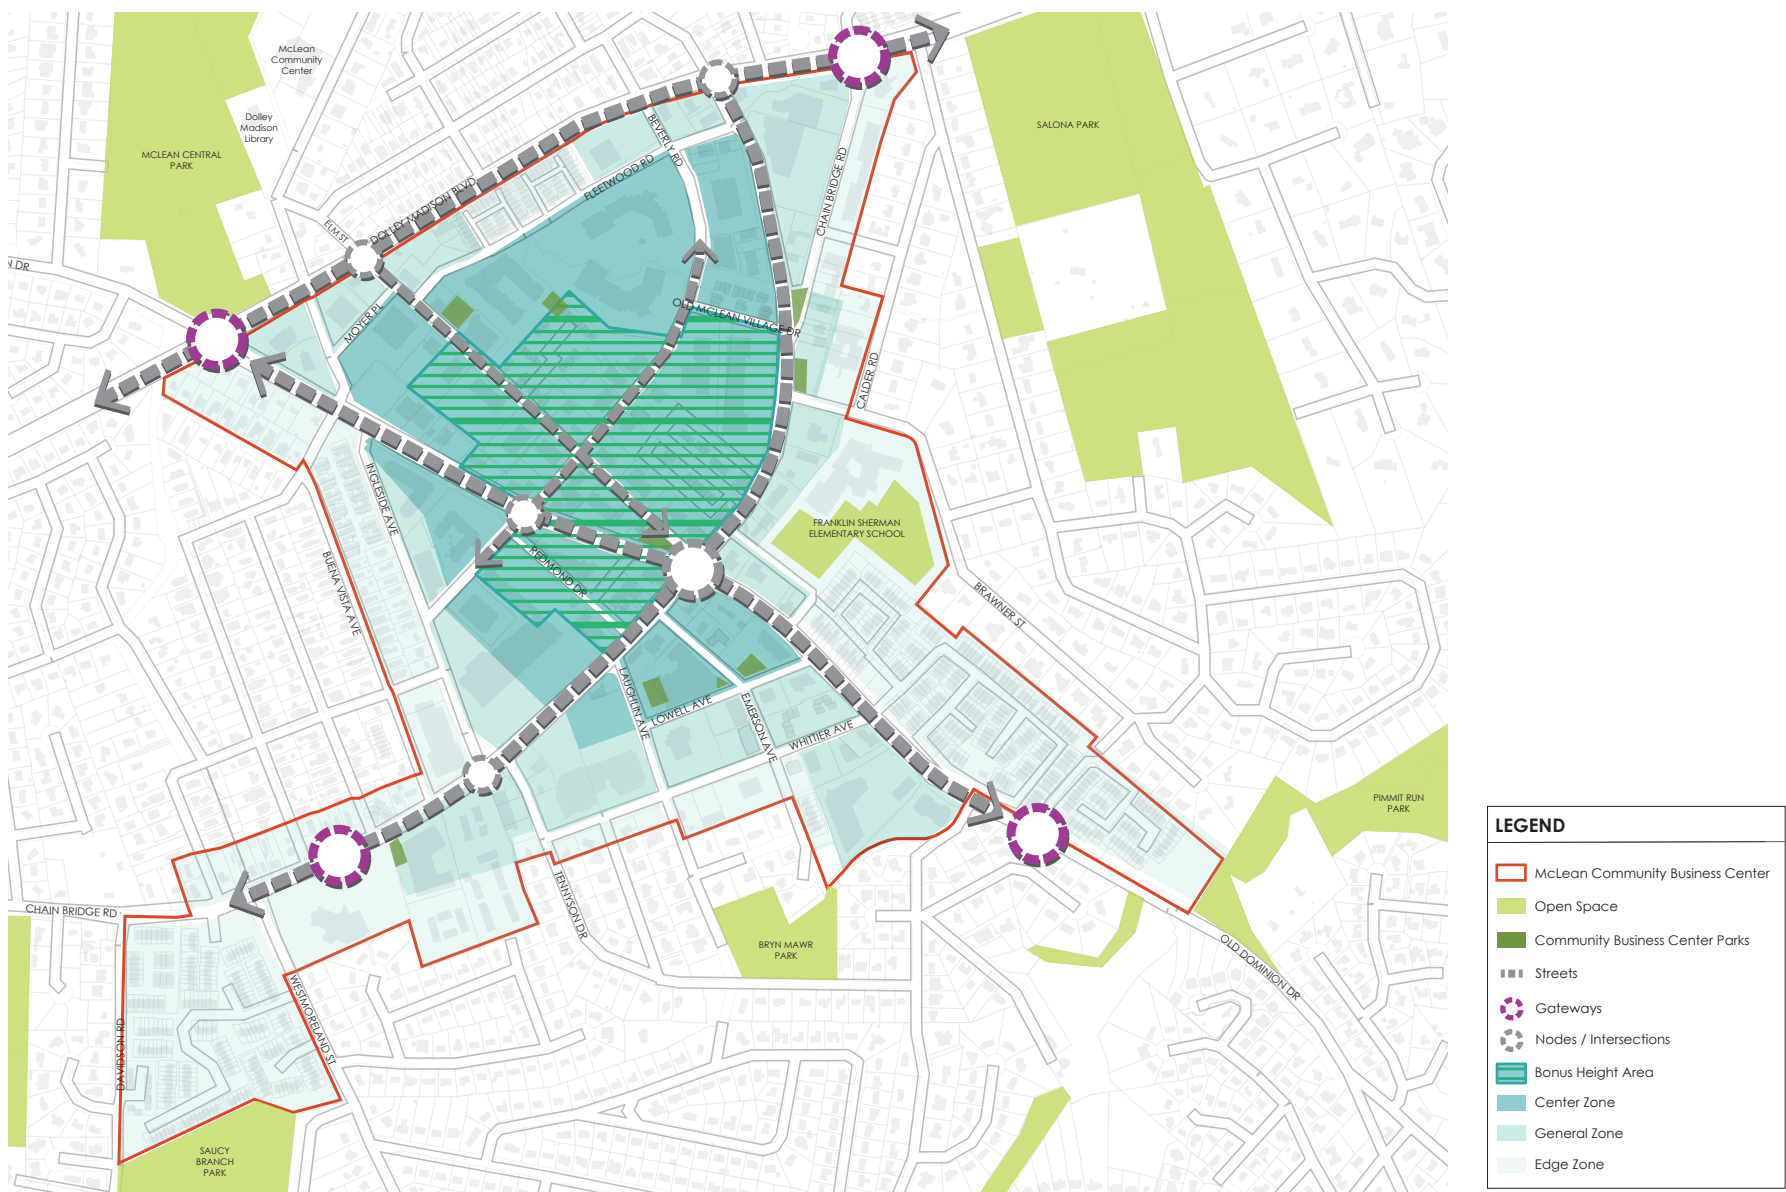 McLean
Community
Center
Dolley
Madison
Library
MCLEAN CENTRAL
PARK
SALONA PARK
BEVERLY RD
FLEETWOOD RD
DOLLEY MADISON BLVD
ELM ST
CHAIN BRIDGE RD
N DR
MOYER PL
OLD MCLEAN VILLAGE DR
CALDER RD
INGLESIDE AVE
BUENA VISTA AVE
FRANKLIN SHERMAN
ELEMENTARY SCHOOL
REDMOND DR
BRAWNER ST
LAUGHLIN AVE
LOWELL AVE
EMERSON AVE
WHITTIER AVE
PIMMIT RUN
PARK
CHAIN BRIDGE RD
TENNYSON DR
BRYN MAWR
PARK
OLD DOMINION DR
WESTMORELAND ST
DAVIDSON RD
SAUCY
BRANCH
PARK
LEGEND
McLean Community Business Center
Open Space
Community Business Center Parks
Streets
Gateways
Nodes / Intersections
Bonus Height Area
Center Zone
General Zone
Edge Zone